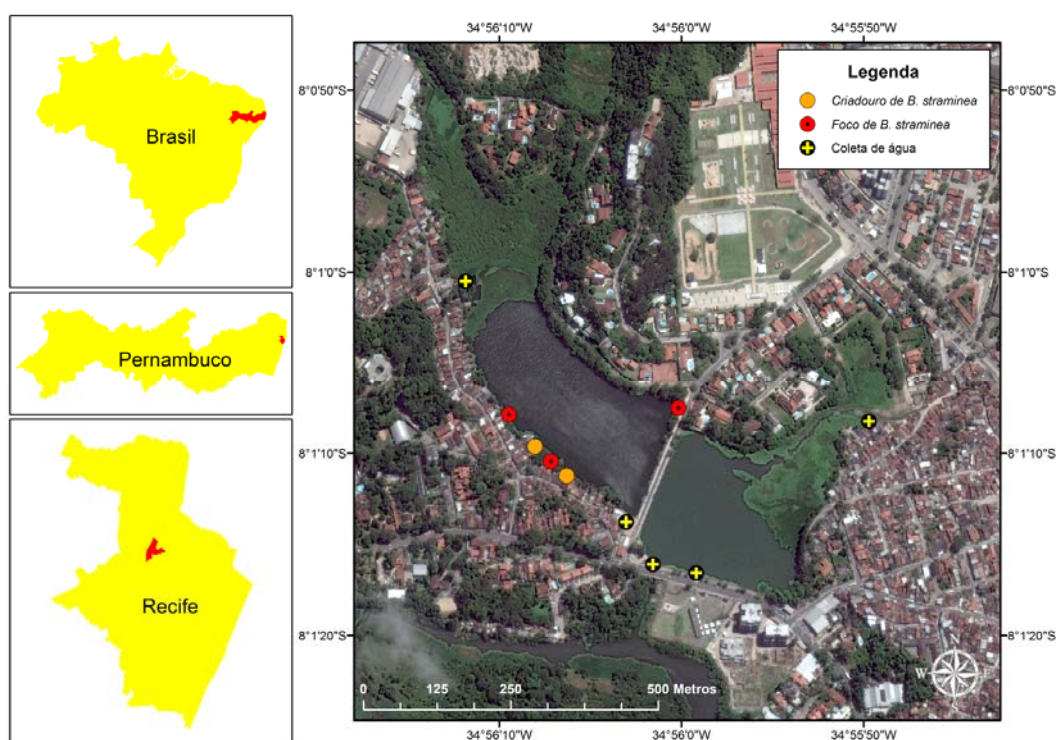 Brasil
Pernambuco
Recife
34°56'10"W
34°56'0"W
34°55'50"W
8°0'50"S
8°0'50"S
8°1'0"S
8°1'0"S
8°1'10"S
8°1'10"S
8°1'20"S
8°1'20"S
Legenda
Criadouro de B. straminea
Foco de B. straminea
Coleta de água
0 125 250 500 Metros
N
W E
S
34°56'10"W
34°56'0"W
34°55'50"W